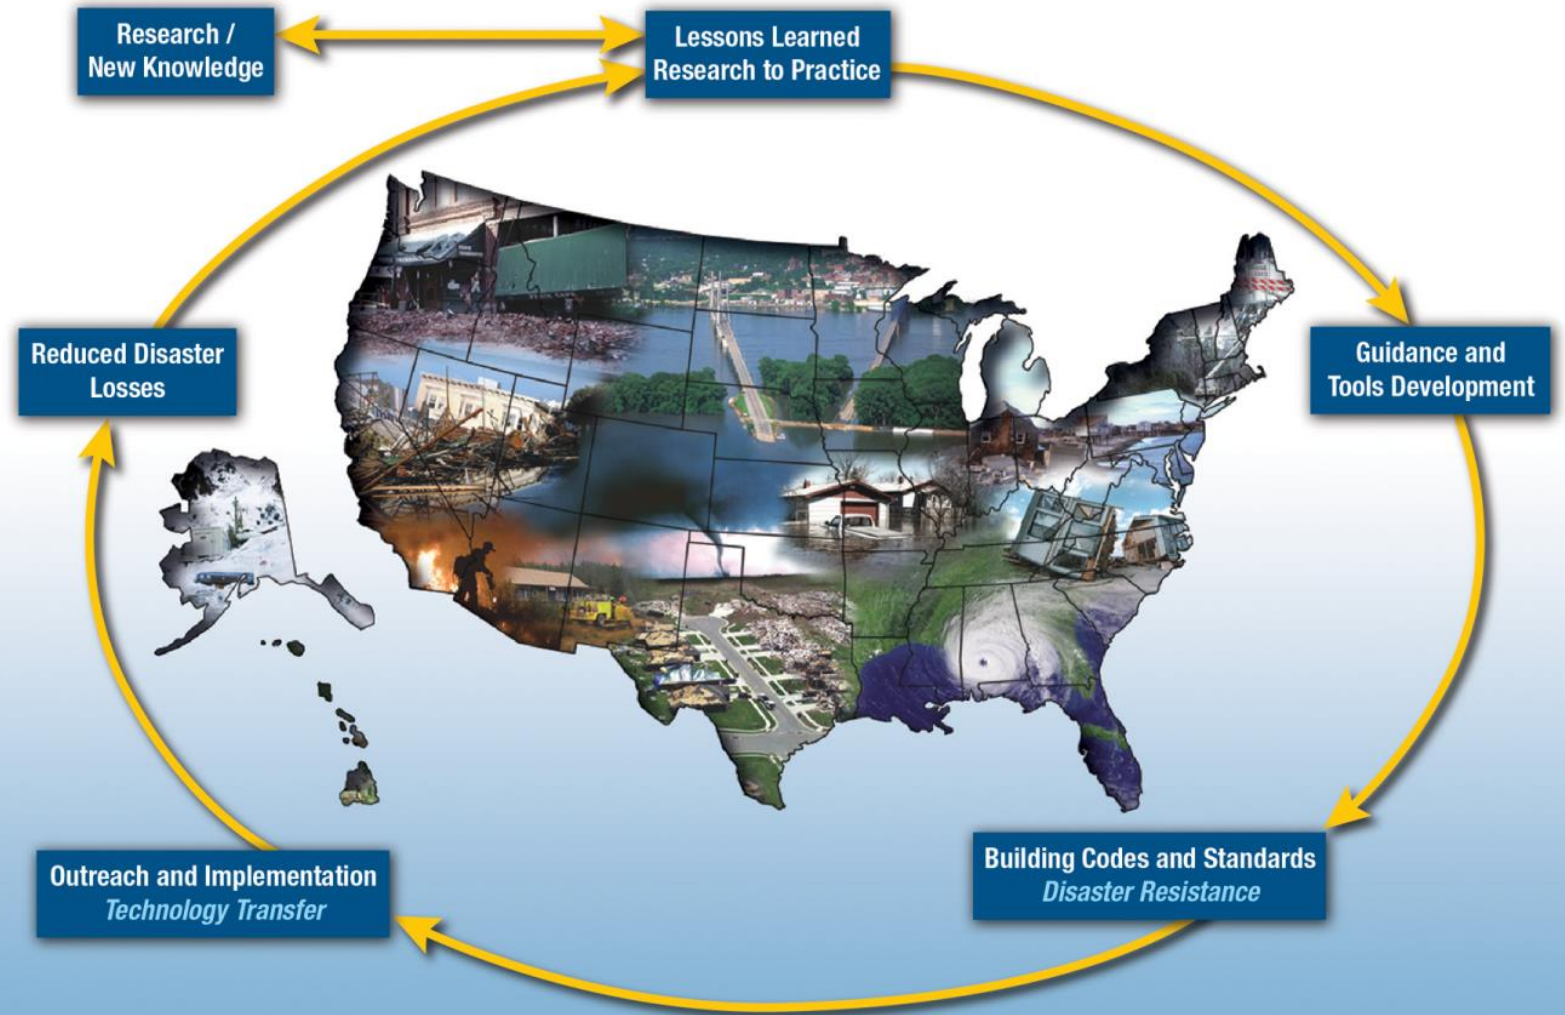 Research /
New Knowledge
Lessons Learned
Research to Practice
Reduced Disaster
Losses
Guidance and
Tools Development
Outreach and Implementation
Technology Transfer
Building Codes and Standards
Disaster Resistance